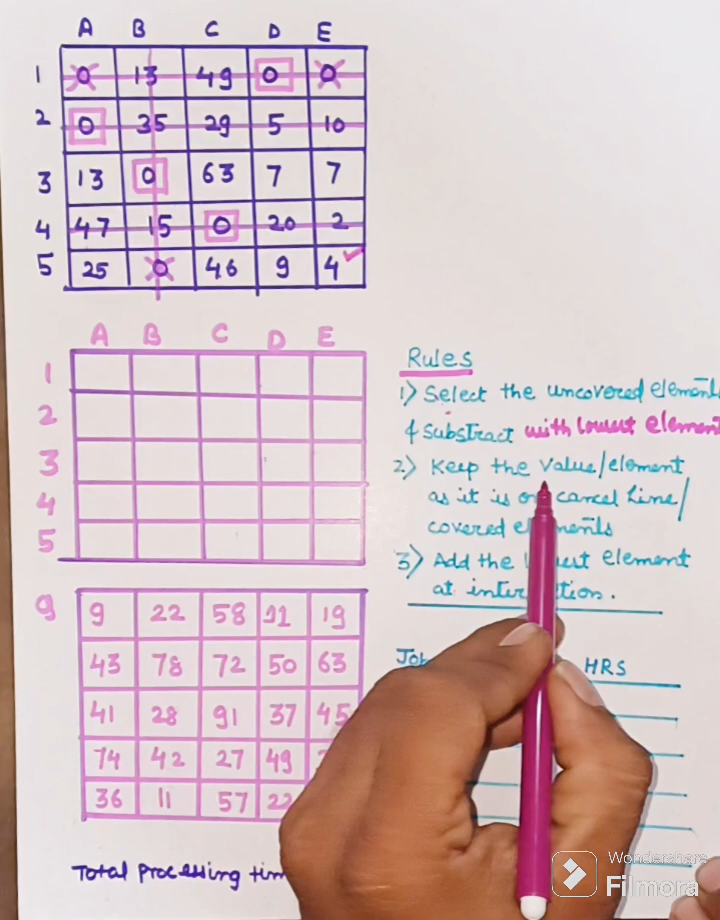 A B C D E
1 0 13 49 0 0
2 0 35 29 5 10
3 13 0 63 7 7
4 47 15 0 20 2
5 25 0 46 9 4
A B C D E
1
2
3
4
5
Rules
1) Select the uncovered elements
& Substract with lowest element
2) Keep the value/element
as it is cancel line/
covered
3) Add the element
at
9 9 22 58 11 19
43 78 72 50 63
41 28 91 37 45
74 42 27 49
36 11 57 22
HRS
Total processing
Wondershare
Filmora